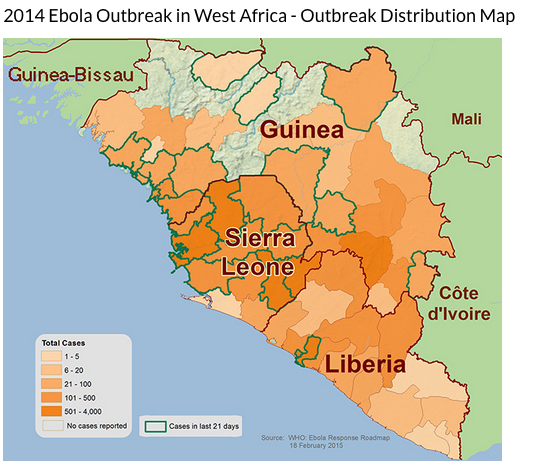 2014 Ebola Outbreak in West Africa - Outbreak Distribution Map
Guinea-Bissau
Guinea
Mali
Sierra
Leone
Côte
d'Ivoire
Liberia
Total Cases
1 - 5
6 - 20
21 - 100
101 - 500
501 - 4,000
No cases reported
Cases in last 21 days
Source: WHO: Ebola Response Roadmap
18 February 2015